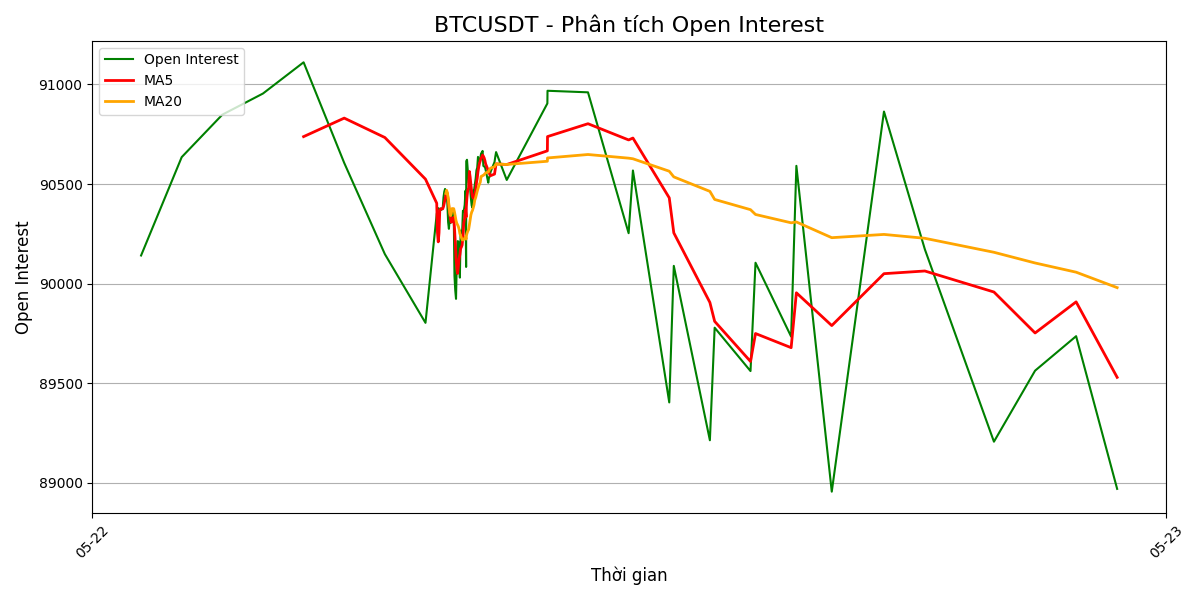 BTCUSDT - Phân tích Open Interest
Open Interest
MA5
MA20
91000
90500
90000
89500
89000
Open Interest
05-22
05-23
Thời gian